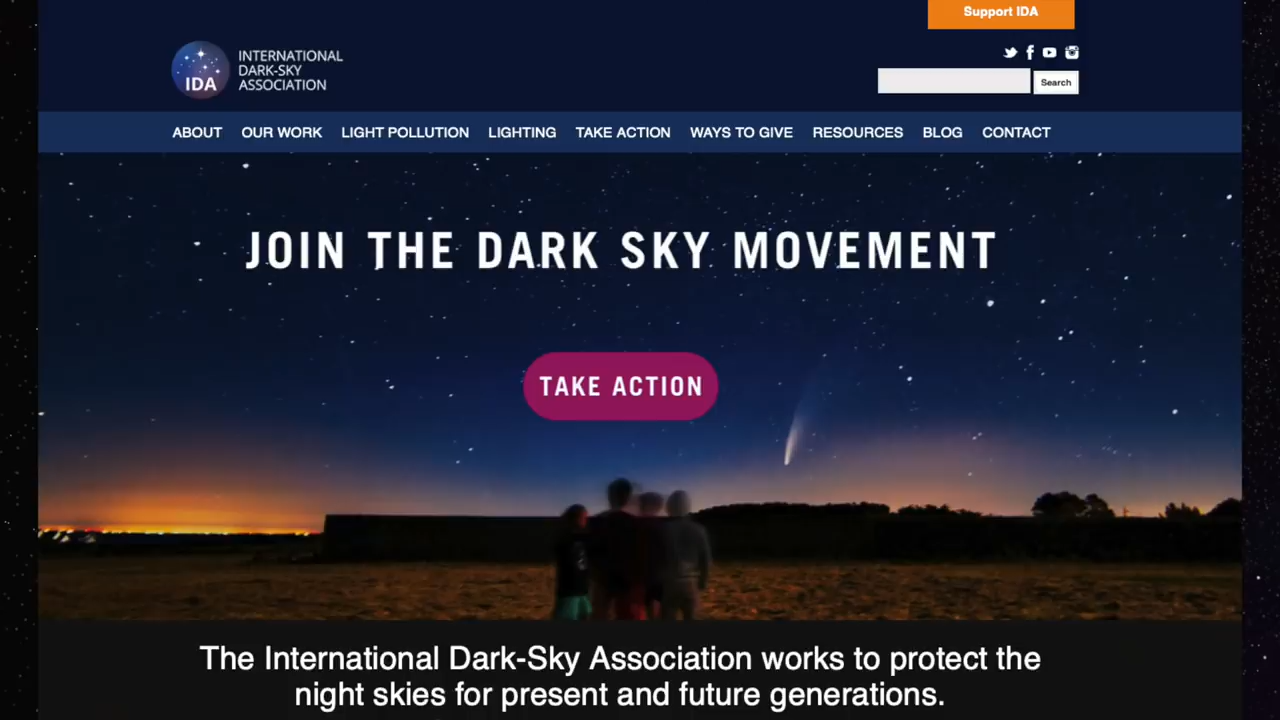 Support IDA
IDA
INTERNATIONAL
DARK-SKY
ASSOCIATION
Search
ABOUT OUR WORK LIGHT POLLUTION LIGHTING TAKE ACTION WAYS TO GIVE RESOURCES BLOG CONTACT
JOIN THE DARK SKY MOVEMENT
TAKE ACTION
The International Dark-Sky Association works to protect the
night skies for present and future generations.